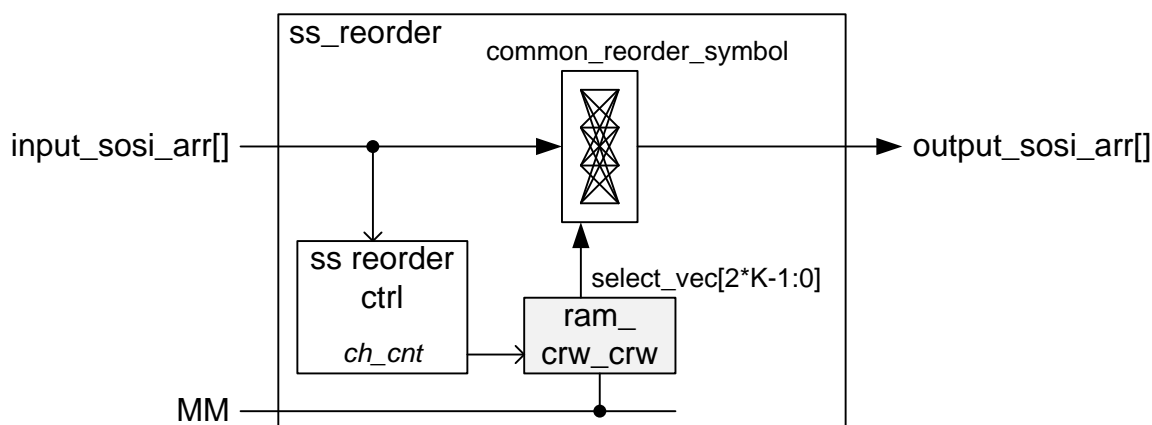 ss_reorder
common_reorder_symbol
input_sosi_arr[]
output_sosi_arr[]
ss reorder
ctrl
ch_cnt
select_vec[2*K-1:0]
ram_
crw_crw
MM